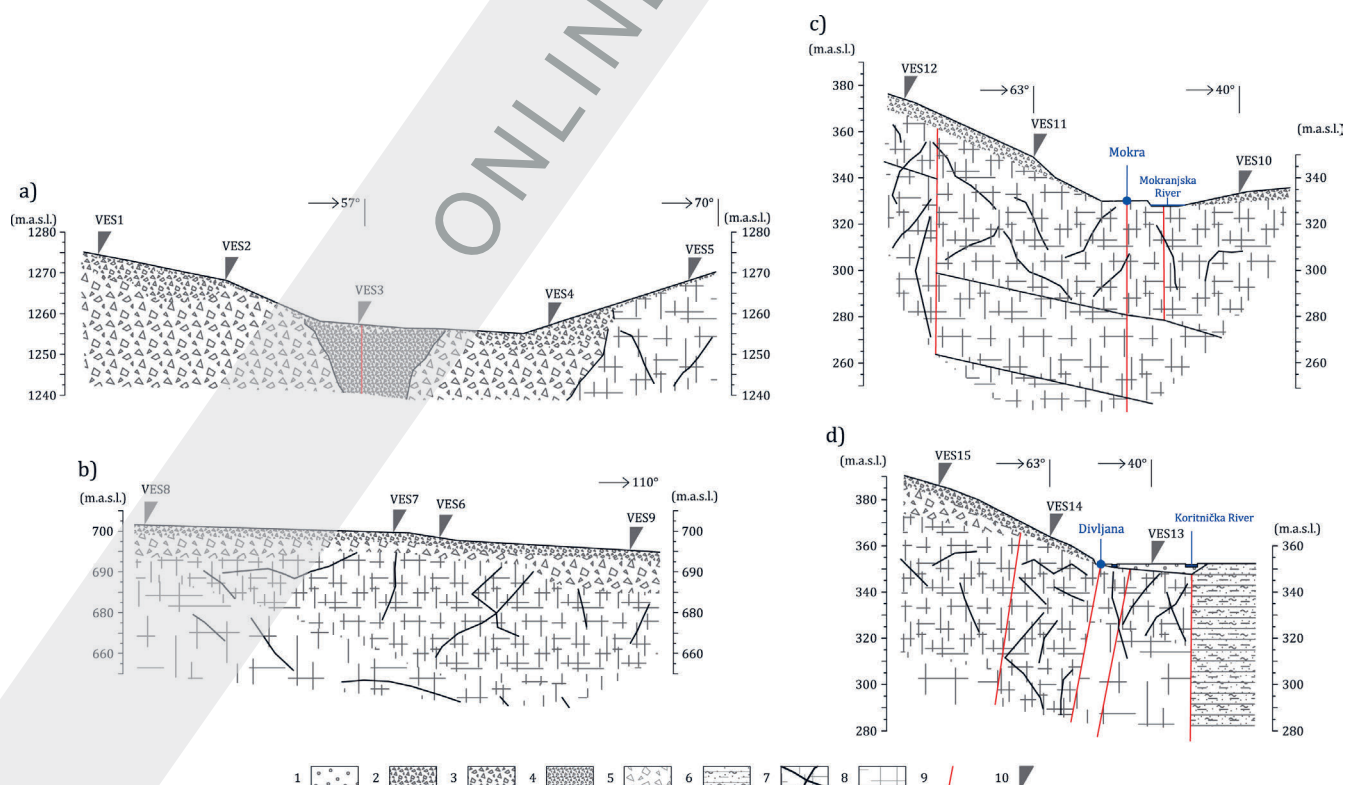 ONLINE
a)
(m.a.s.l.)
VES1
VES2
VES3
VES4
VES5
57°
70°
(m.a.s.l.)
1280
1270
1260
1250
1240
1280
1270
1260
1250
1240
b)
(m.a.s.l.)
VES8
VES7
VES6
VES9
110°
(m.a.s.l.)
700
690
680
660
700
690
680
660
c)
(m.a.s.l.)
VES12
63°
VES11
40°
Mokra
Mokranjska
River
VES10
(m.a.s.l.)
380
360
340
320
300
280
260
340
320
300
280
260
d)
(m.a.s.l.)
VES15
63°
40°
VES14
Divljana
VES13
Koritnička River
(m.a.s.l.)
380
360
340
320
300
280
360
340
320
300
280
1 2 3 4 5 6 7 8 9 10